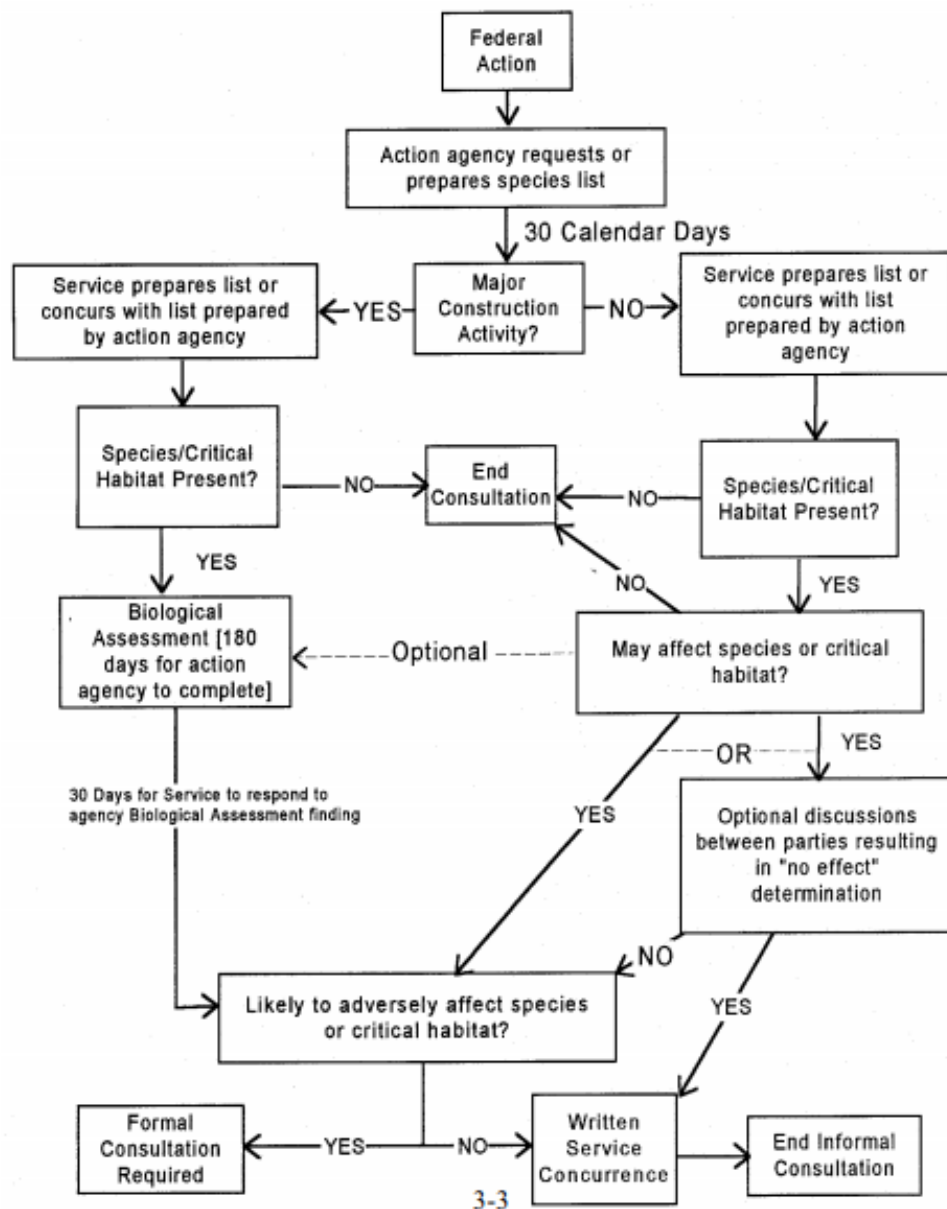 Federal
Action
Action agency requests or
prepares species list
30 Calendar Days
Service prepares list or
concurs with list prepared
by action agency
YES
Major
Construction
Activity?
NO
Service prepares list or
concurs with list
prepared by action
agency
Species/Critical
Habitat Present?
NO
End
Consultation
NO
Species/Critical
Habitat Present?
YES
NO
YES
Biological
Assessment [180
days for action
agency to complete]
Optional
May affect species or critical
habitat?
OR
YES
30 Days for Service to respond to
agency Biological Assessment finding
YES
Optional discussions
between parties resulting
in "no effect"
determination
NO
YES
Likely to adversely affect species
or critical habitat?
Formal
Consultation
Required
YES
NO
Written
Service
Concurrence
End Informal
Consultation
3-3